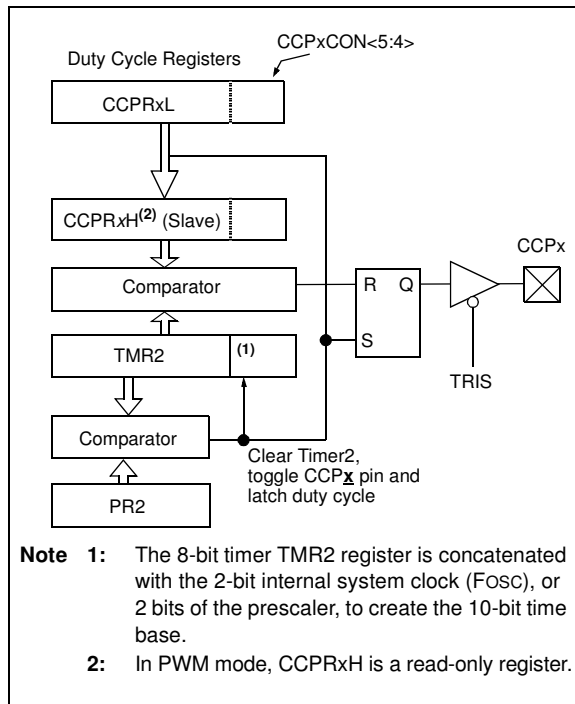 CCPxCON<5:4>
Duty Cycle Registers
CCPRxL
CCPRxH(2) (Slave)
CCPx
Comparator
R Q
TMR2
(1)
S
TRIS
Comparator
Clear Timer2,
toggle CCPx pin and
latch duty cycle
PR2
Note 1: The 8-bit timer TMR2 register is concatenated
with the 2-bit internal system clock (FOSC), or
2 bits of the prescaler, to create the 10-bit time
base.
2: In PWM mode, CCPRxH is a read-only register.